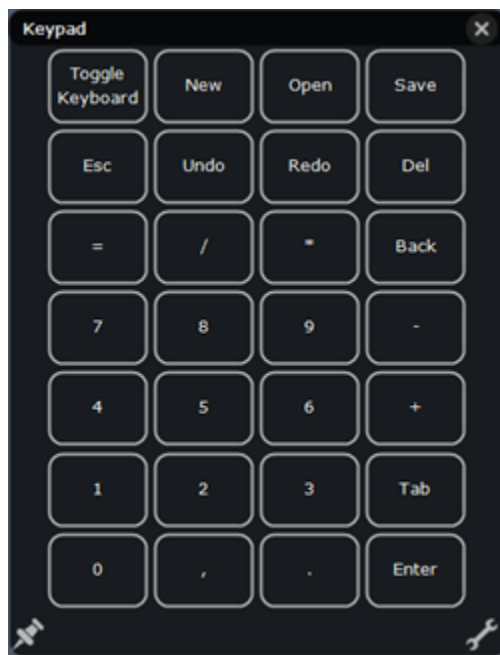 Keypad
Toggle Keyboard New Open Save
Esc Undo Redo Del
= / * Back
7 8 9 -
4 5 6 +
1 2 3 Tab
0 , . Enter